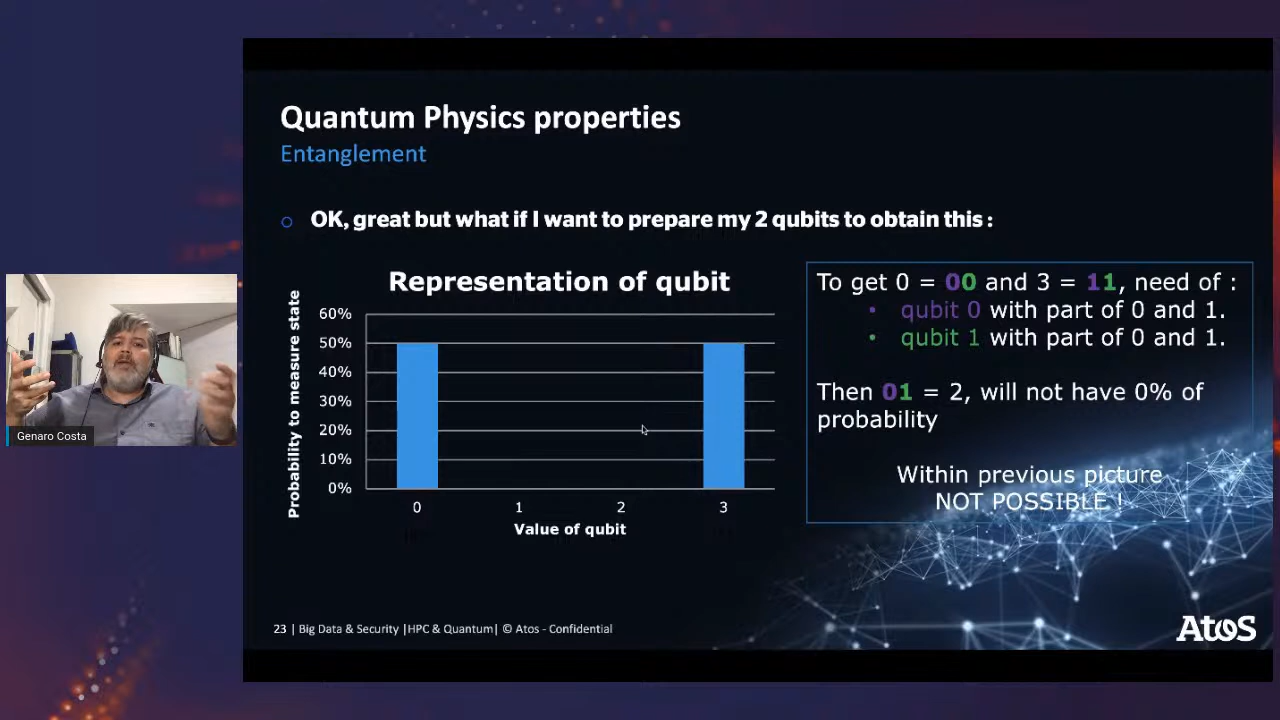 Quantum Physics properties
Entanglement
OK, great but what if I want to prepare my 2 qubits to obtain this :
Representation of qubit
Probability to measure state
60%
50%
40%
30%
20%
10%
0%
0 1 2 3
Value of qubit
To get 0 = 00 and 3 = 11, need of :
• qubit 0 with part of 0 and 1.
• qubit 1 with part of 0 and 1.
Then 01 = 2, will not have 0% of
probability
Within previous picture
NOT POSSIBLE !
Genaro Costa
23 | Big Data & Security |HPC & Quantum| © Atos - Confidential
Atos